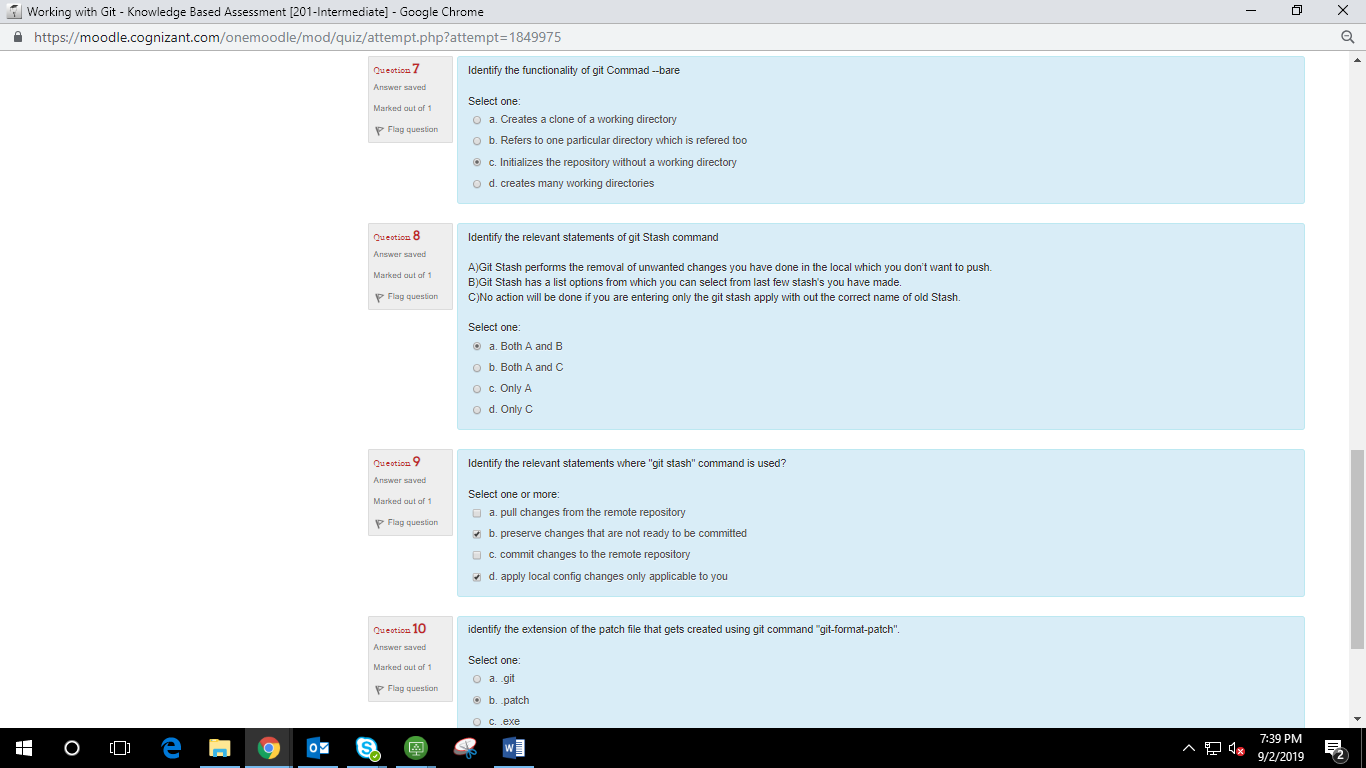 Working with Git - Knowledge Based Assessment [201-Intermediate] - Google Chrome
https://moodle.cognizant.com/onemoodle/mod/quiz/attempt.php?attempt=1849975
Question 7
Answer saved
Marked out of 1
Flag question
Identify the functionality of git Commad --bare
Select one:
a. Creates a clone of a working directory
b. Refers to one particular directory which is refered too
c. Initializes the repository without a working directory
d. creates many working directories
Question 8
Answer saved
Marked out of 1
Flag question
Identify the relevant statements of git Stash command
A)Git Stash performs the removal of unwanted changes you have done in the local which you don't want to push.
B)Git Stash has a list options from which you can select from last few stash's you have made.
C)No action will be done if you are entering only the git stash apply with out the correct name of old Stash.
Select one:
a. Both A and B
b. Both A and C
c. Only A
d. Only C
Question 9
Answer saved
Marked out of 1
Flag question
Identify the relevant statements where "git stash" command is used?
Select one or more:
a. pull changes from the remote repository
b. preserve changes that are not ready to be committed
c. commit changes to the remote repository
d. apply local config changes only applicable to you
Question 10
Answer saved
Marked out of 1
Flag question
identify the extension of the patch file that gets created using git command "git-format-patch".
Select one:
a. .git
b. .patch
c. .exe
7:39 PM
9/2/2019
2